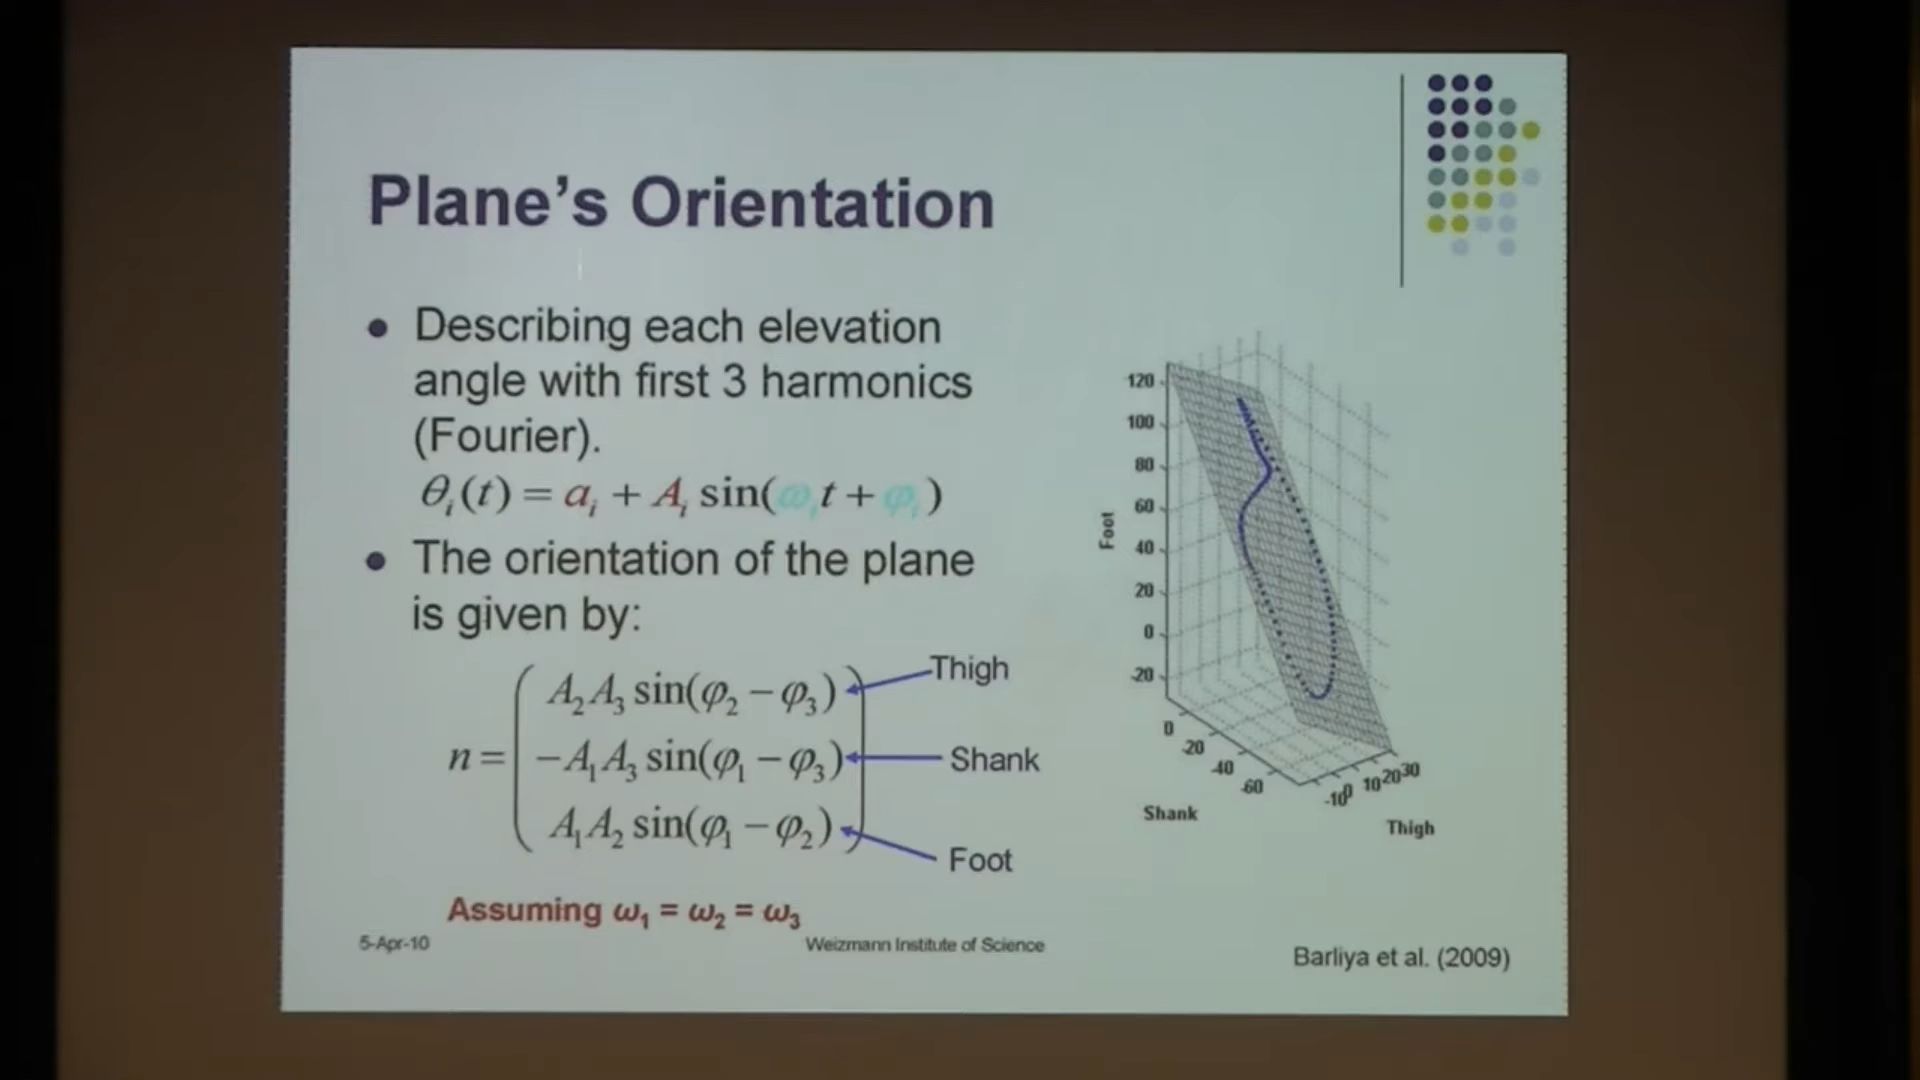 Plane's Orientation
• Describing each elevation
angle with first 3 harmonics
(Fourier).
θᵢ(t) = aᵢ + Aᵢ sin(ωᵢt + φᵢ)
• The orientation of the plane
is given by:
n = ( A₂A₃ sin(φ₂ − φ₃)
−A₁A₃ sin(φ₁ − φ₃)
A₁A₂ sin(φ₁ − φ₂) )
Thigh
Shank
Foot
Assuming ω₁ = ω₂ = ω₃
120
100
80
60
40
20
0
-20
Foot
0
-20
-40
-60
Shank
-10 0 10 20 30
Thigh
5-Apr-10
Weizmann Institute of Science
Barliya et al. (2009)